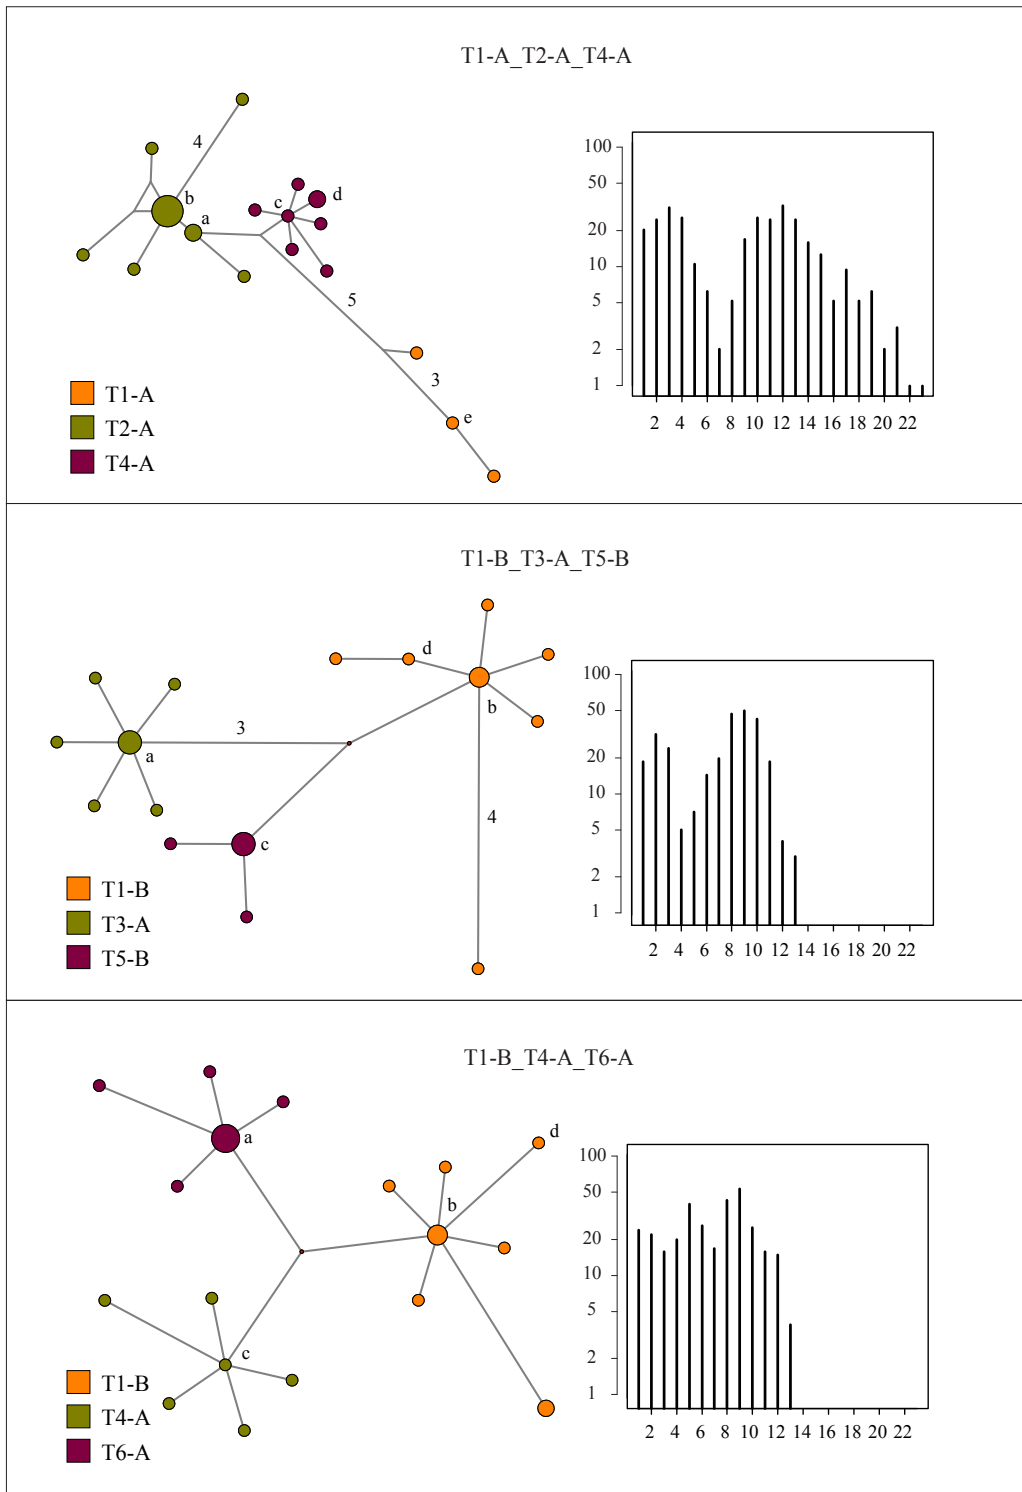 T1-A_T2-A_T4-A
4
b
a
c
d
5
3
e
T1-A
T2-A
T4-A
100
50
20
10
5
2
1
2 4 6 8 10 12 14 16 18 20 22
T1-B_T3-A_T5-B
d
b
3
a
4
c
T1-B
T3-A
T5-B
100
50
20
10
5
2
1
2 4 6 8 10 12 14 16 18 20 22
T1-B_T4-A_T6-A
a
d
b
c
T1-B
T4-A
T6-A
100
50
20
10
5
2
1
2 4 6 8 10 12 14 16 18 20 22